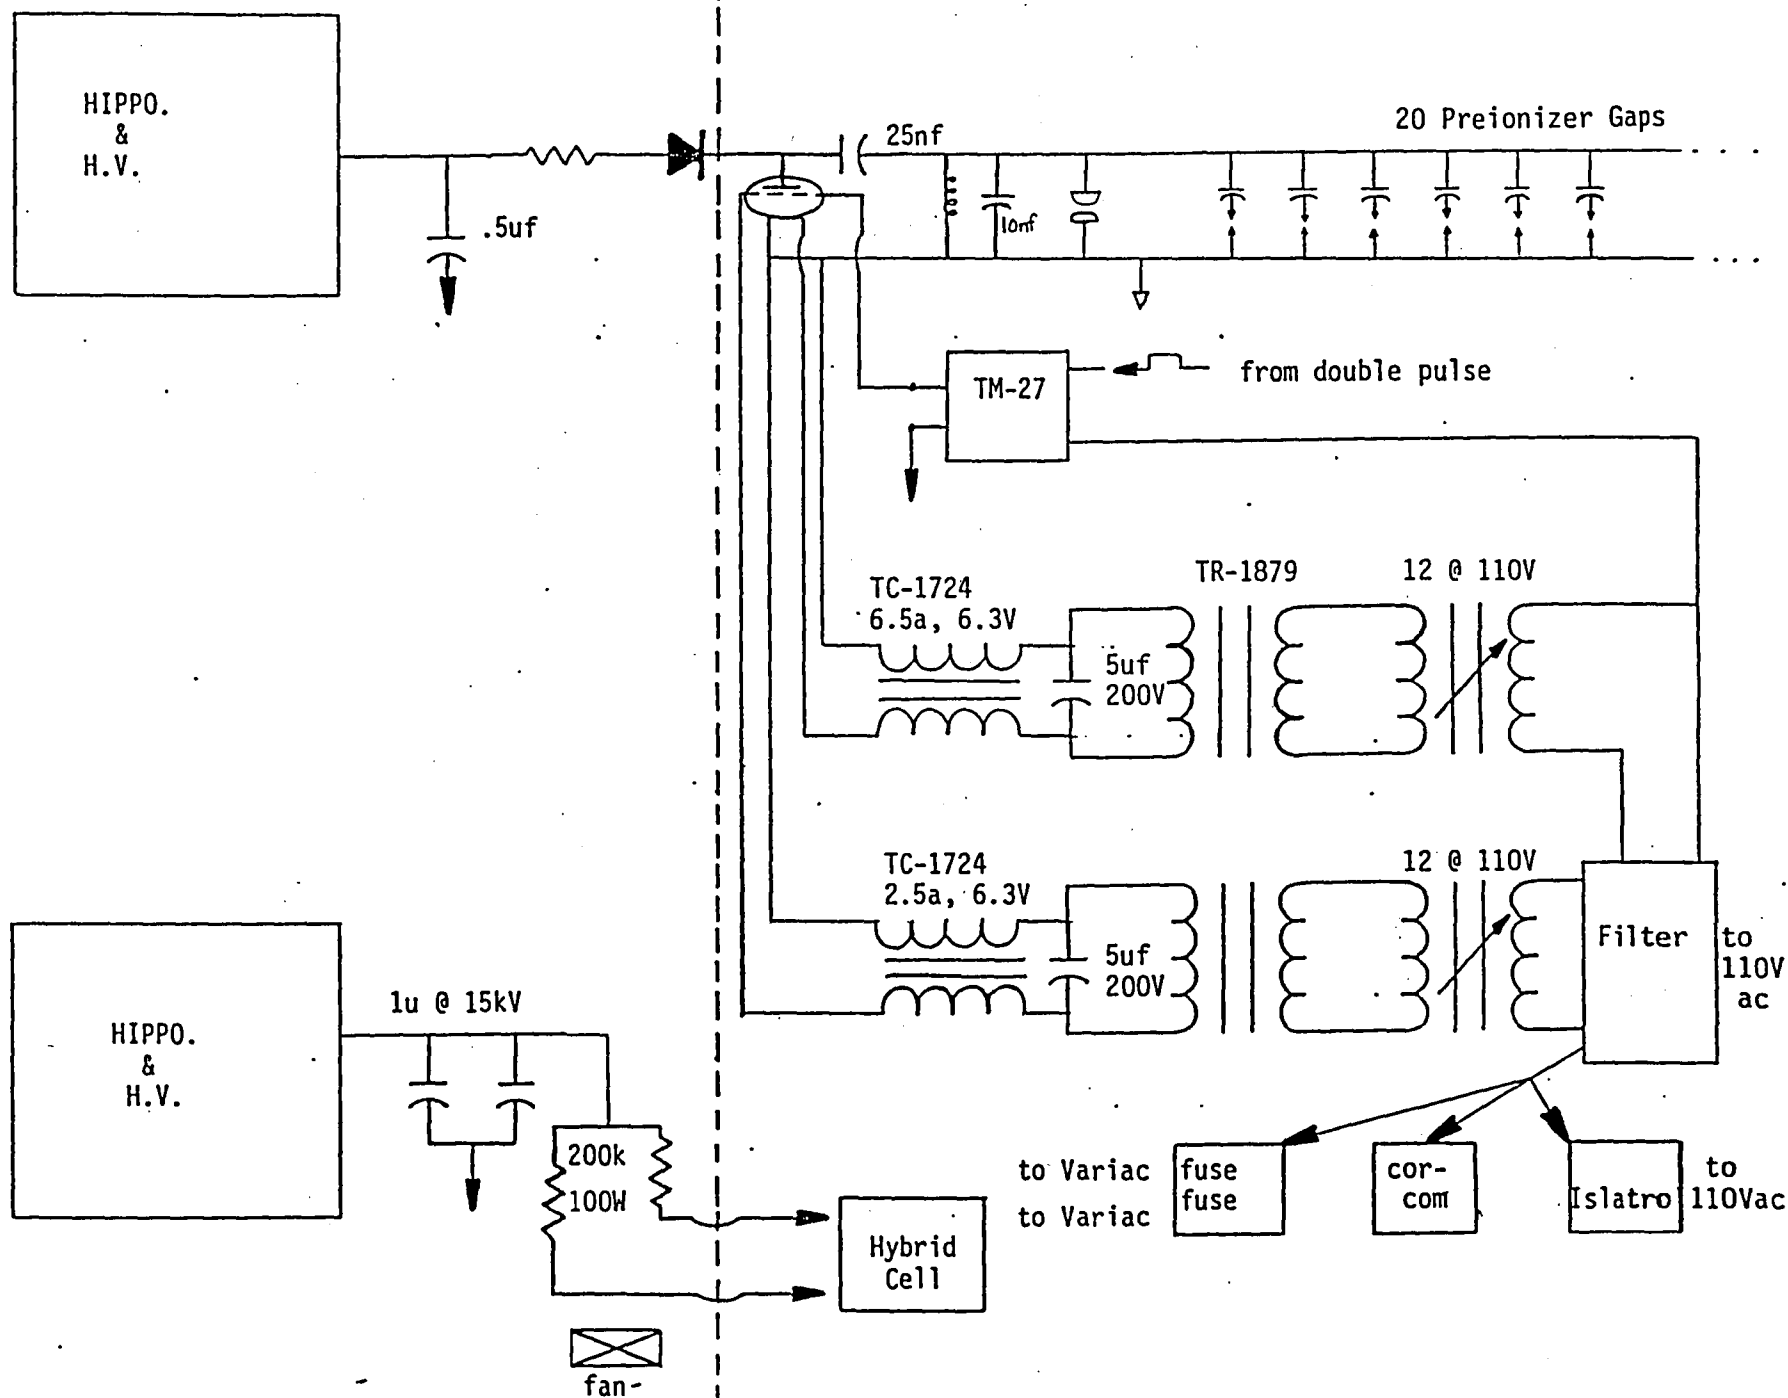 HIPPO.
&
H.V.
.5uf
25nf
10nf
20 Preionizer Gaps
. . .
. . .
TM-27
from double pulse
TC-1724
6.5a, 6.3V
5uf
200V
TR-1879
12 @ 110V
TC-1724
2.5a, 6.3V
5uf
200V
12 @ 110V
Filter
to
110V
ac
HIPPO.
&
H.V.
1u @ 15kV
200k
100W
Hybrid
Cell
fan-
to Variac
to Variac
fuse
fuse
cor-
com
Islatro
to
110Vac